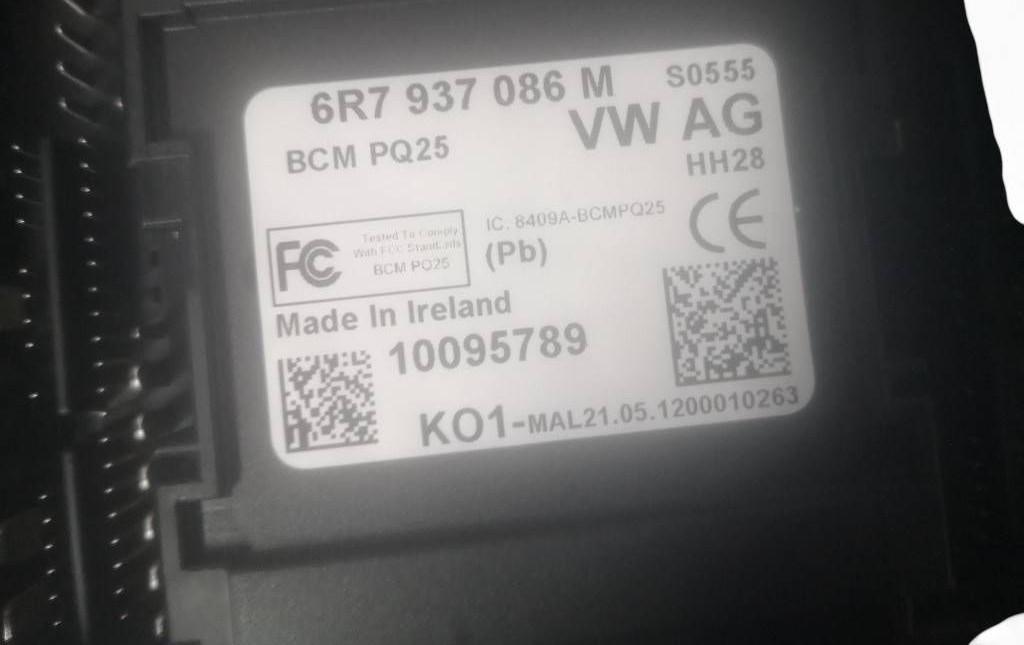 6R7 937 086 M S0555
VW AG
BCM PQ25
HH28
IC. 8409A-BCMPQ25
FC Tested To Comply
With FCC Standards
BCM PQ25
(Pb)
CE
Made In Ireland
10095789
KO1-MAL21.05.1200010263